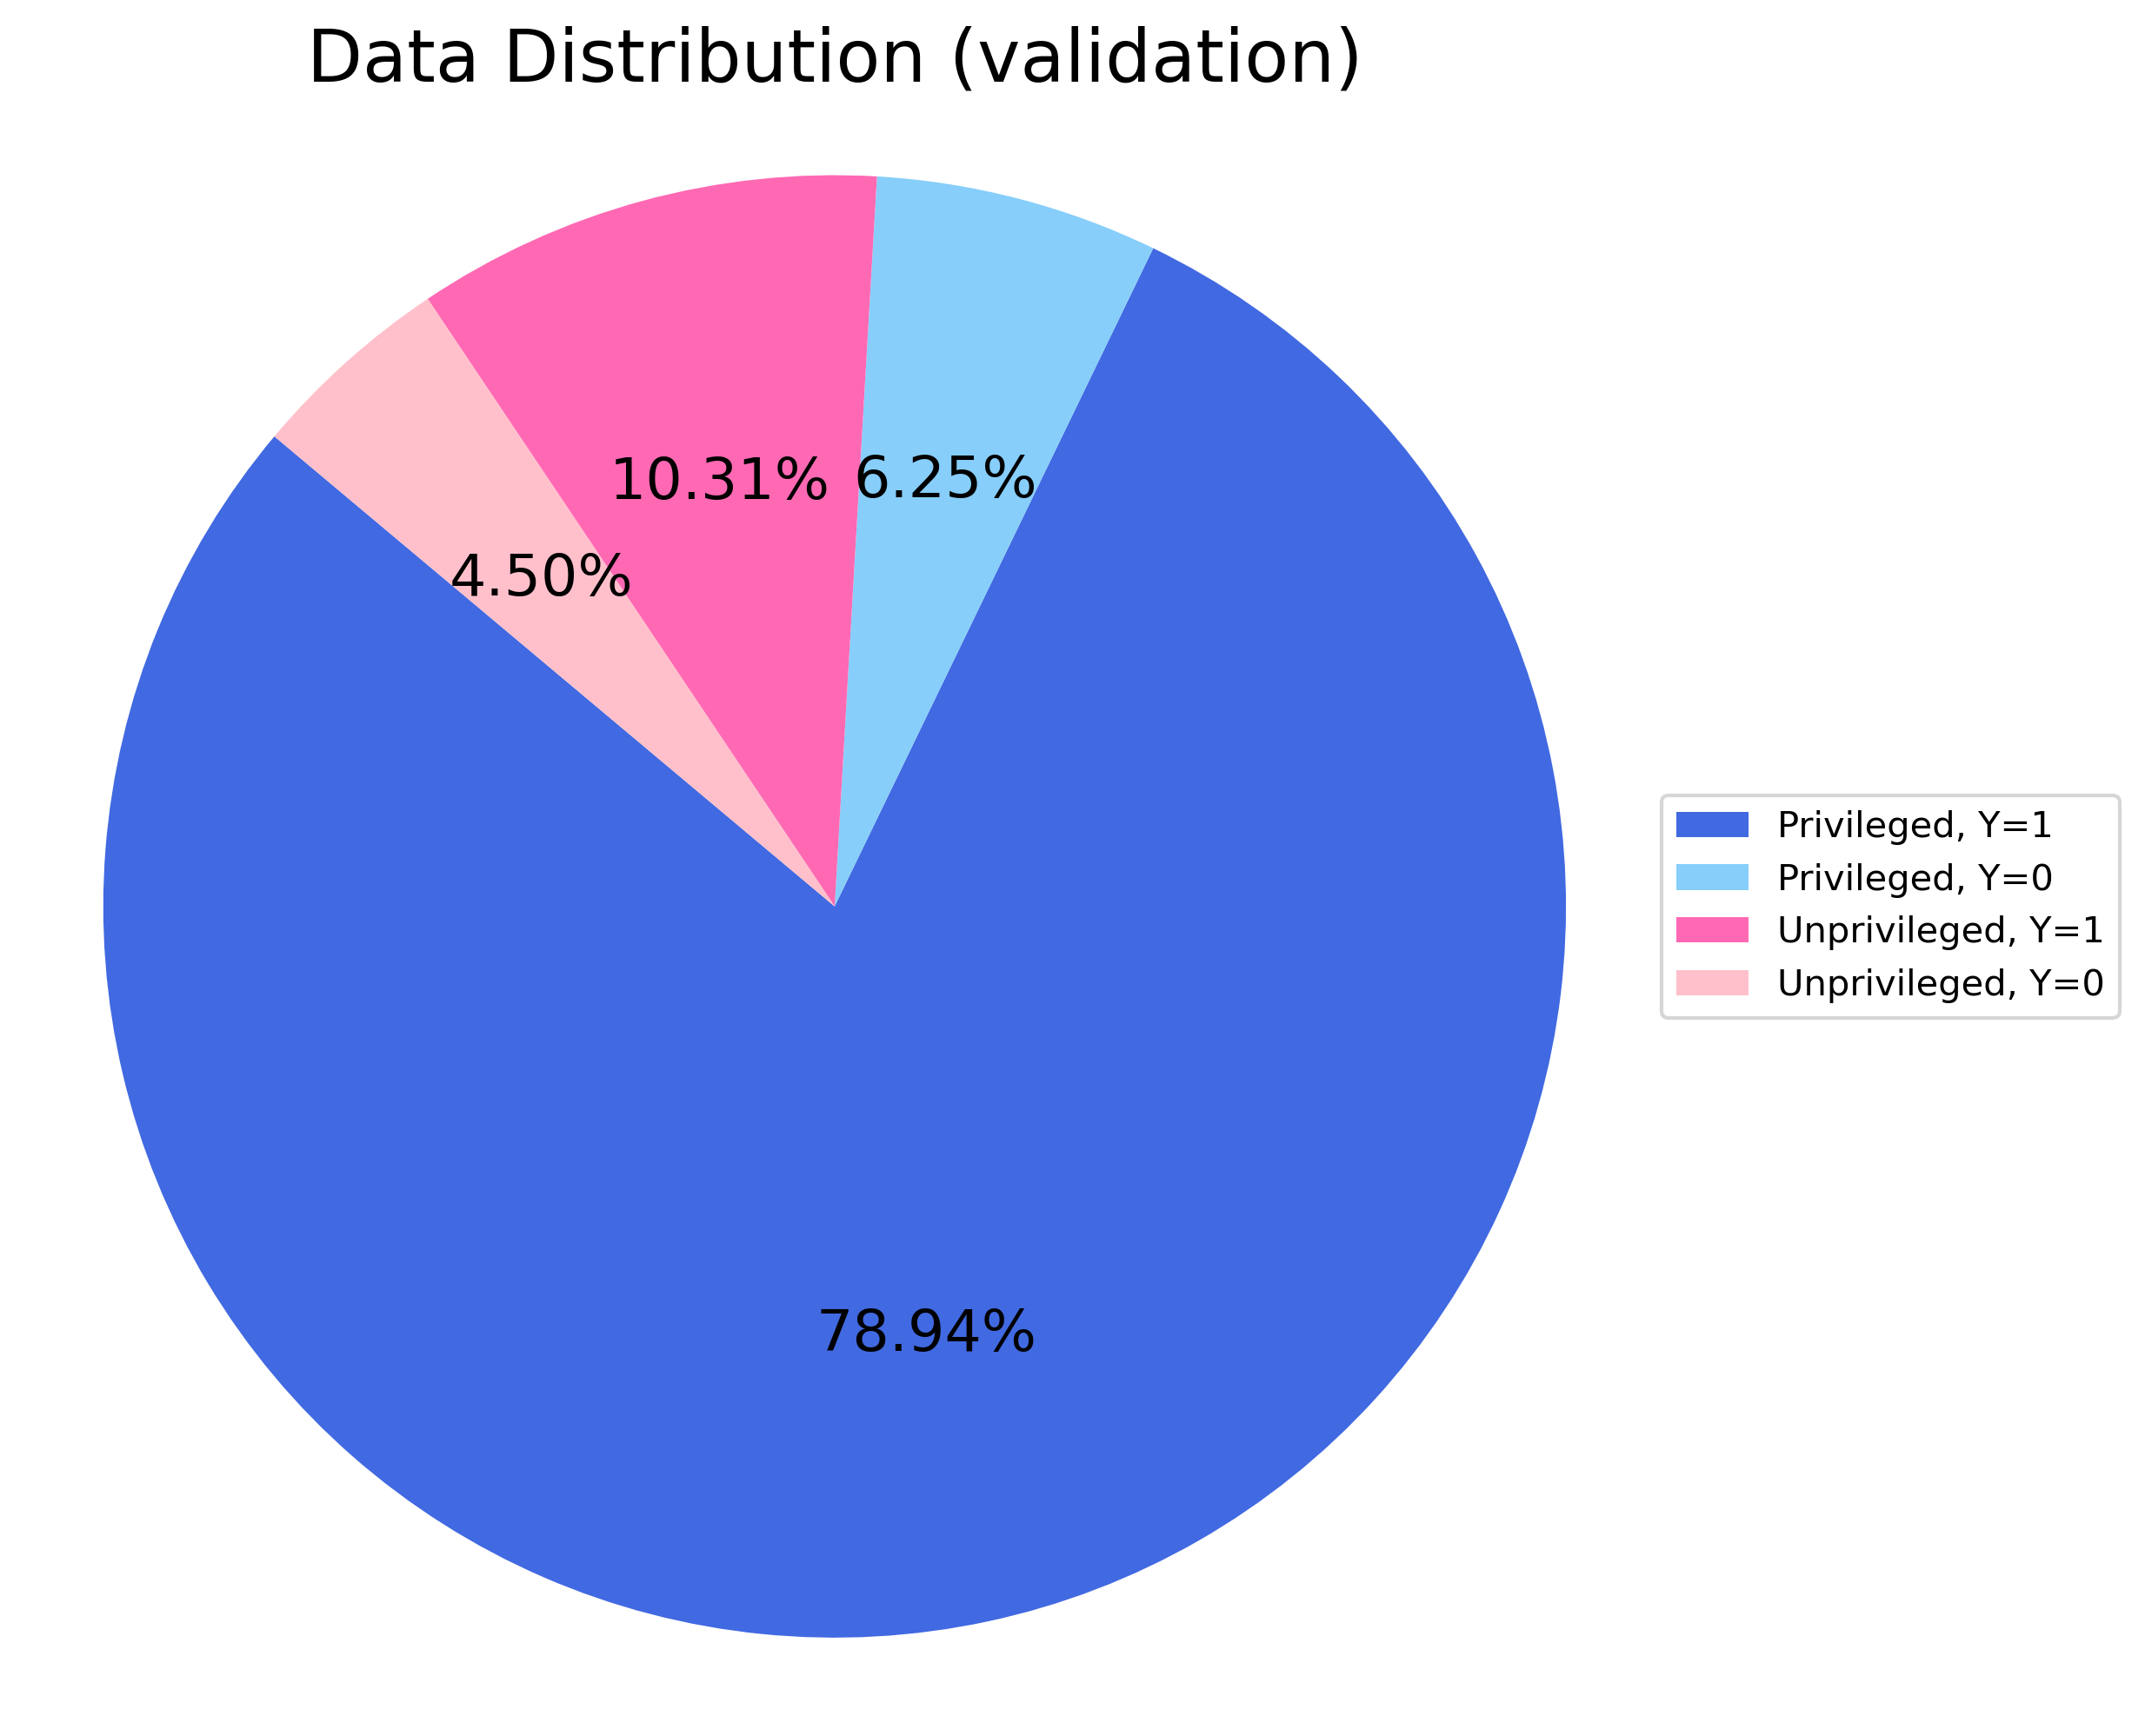 Data Distribution (validation)
10.31%
6.25%
4.50%
78.94%
Privileged, Y=1
Privileged, Y=0
Unprivileged, Y=1
Unprivileged, Y=0